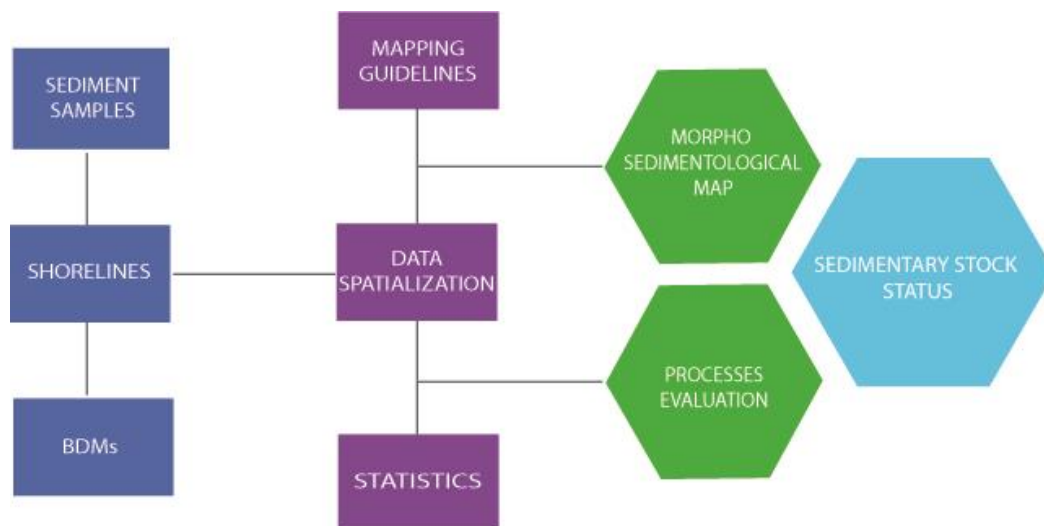 SEDIMENT
SAMPLES
SHORELINES
BDMs
MAPPING
GUIDELINES
DATA
SPATIALIZATION
STATISTICS
MORPHO
SEDIMENTOLOGICAL
MAP
PROCESSES
EVALUATION
SEDIMENTARY STOCK
STATUS